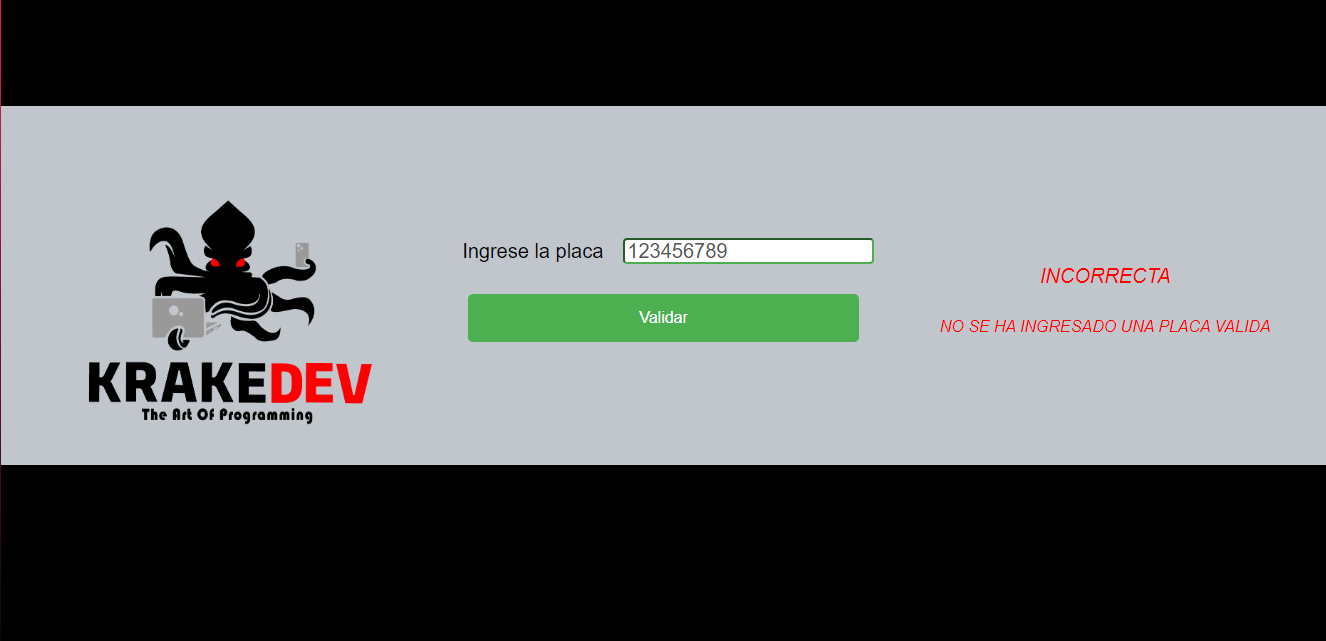 KRAKEDEV
The Art Of Programming
Ingrese la placa 123456789
Validar
INCORRECTA
NO SE HA INGRESADO UNA PLACA VALIDA